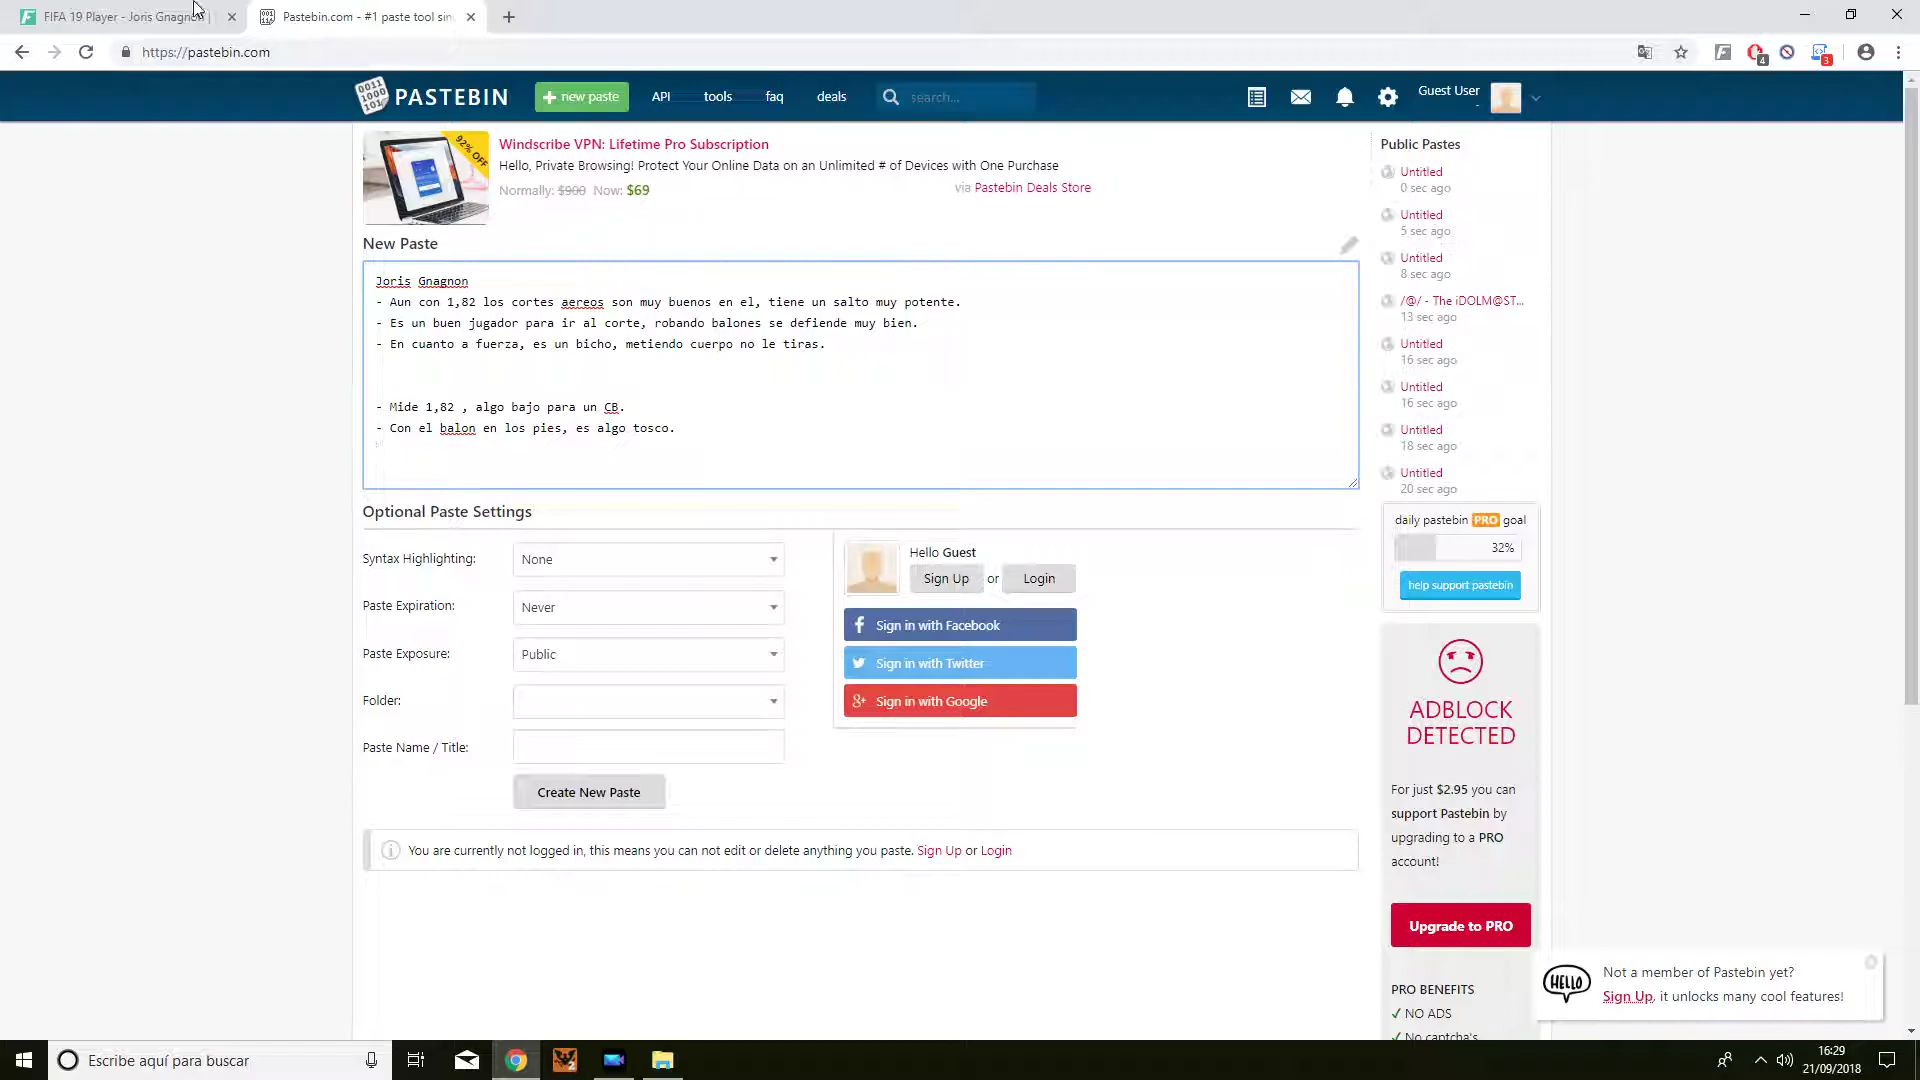 FIFA 19 Player - Joris Gnagnon |
Pastebin.com - #1 paste tool sin
https://pastebin.com
4
3
PASTEBIN
+ new paste
API
tools
faq
deals
search...
Guest User
-
92% OFF
Windscribe VPN: Lifetime Pro Subscription
Hello, Private Browsing! Protect Your Online Data on an Unlimited # of Devices with One Purchase
Normally: $900 Now: $69
via Pastebin Deals Store
New Paste
Joris Gnagnon
- Aun con 1,82 los cortes aereos son muy buenos en el, tiene un salto muy potente.
- Es un buen jugador para ir al corte, robando balones se defiende muy bien.
- En cuanto a fuerza, es un bicho, metiendo cuerpo no le tiras.
- Mide 1,82 , algo bajo para un CB.
- Con el balon en los pies, es algo tosco.
Optional Paste Settings
Syntax Highlighting:
None
Paste Expiration:
Never
Paste Exposure:
Public
Folder:
Paste Name / Title:
Create New Paste
Hello Guest
Sign Up or Login
Sign in with Facebook
Sign in with Twitter
Sign in with Google
You are currently not logged in, this means you can not edit or delete anything you paste. Sign Up or Login
Public Pastes
Untitled
0 sec ago
Untitled
5 sec ago
Untitled
8 sec ago
/@/ - The iDOLM@ST...
13 sec ago
Untitled
16 sec ago
Untitled
16 sec ago
Untitled
18 sec ago
Untitled
20 sec ago
daily pastebin PRO goal
32%
help support pastebin
ADBLOCK
DETECTED
For just $2.95 you can
support Pastebin by
upgrading to a PRO
account!
Upgrade to PRO
PRO BENEFITS
✓ NO ADS
✓ No captcha's
HELLO
Not a member of Pastebin yet?
Sign Up, it unlocks many cool features!
Escribe aquí para buscar
16:29
21/09/2018